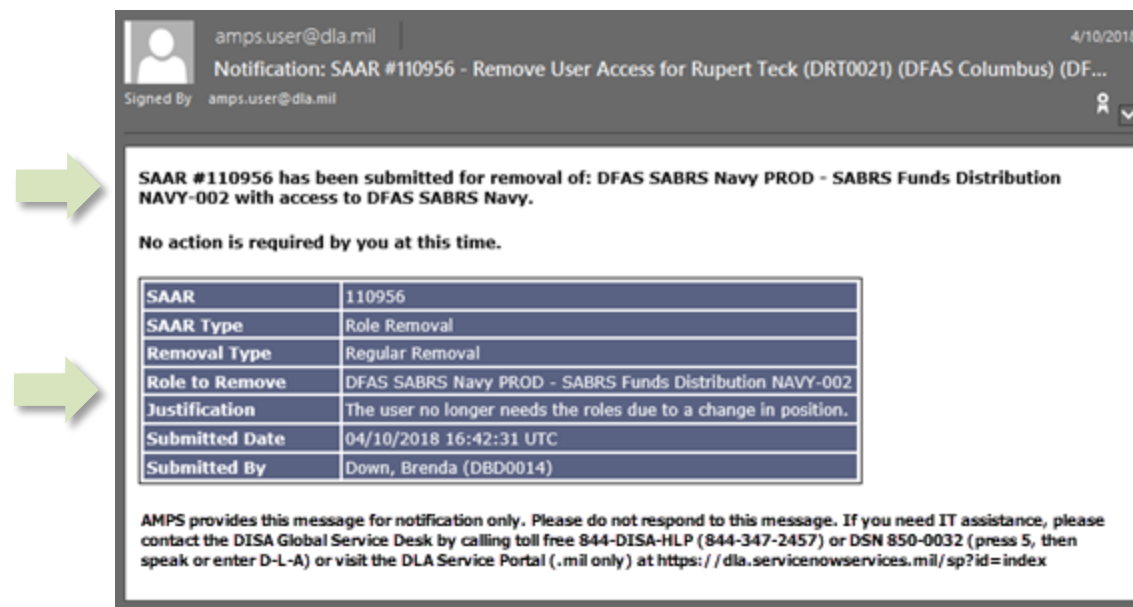 amps.user@dla.mil
4/10/2018
Notification: SAAR #110956 - Remove User Access for Rupert Teck (DRT0021) (DFAS Columbus) (DF...
Signed By amps.user@dla.mil
SAAR #110956 has been submitted for removal of: DFAS SABRS Navy PROD - SABRS Funds Distribution
NAVY-002 with access to DFAS SABRS Navy.
No action is required by you at this time.
SAAR 110956
SAAR Type Role Removal
Removal Type Regular Removal
Role to Remove DFAS SABRS Navy PROD - SABRS Funds Distribution NAVY-002
Justification The user no longer needs the roles due to a change in position.
Submitted Date 04/10/2018 16:42:31 UTC
Submitted By Down, Brenda (DBD0014)
AMPS provides this message for notification only. Please do not respond to this message. If you need IT assistance, please
contact the DISA Global Service Desk by calling toll free 844-DISA-HLP (844-347-2457) or DSN 850-0032 (press 5, then
speak or enter D-L-A) or visit the DLA Service Portal (.mil only) at https://dla.servicenowservices.mil/sp?id=index